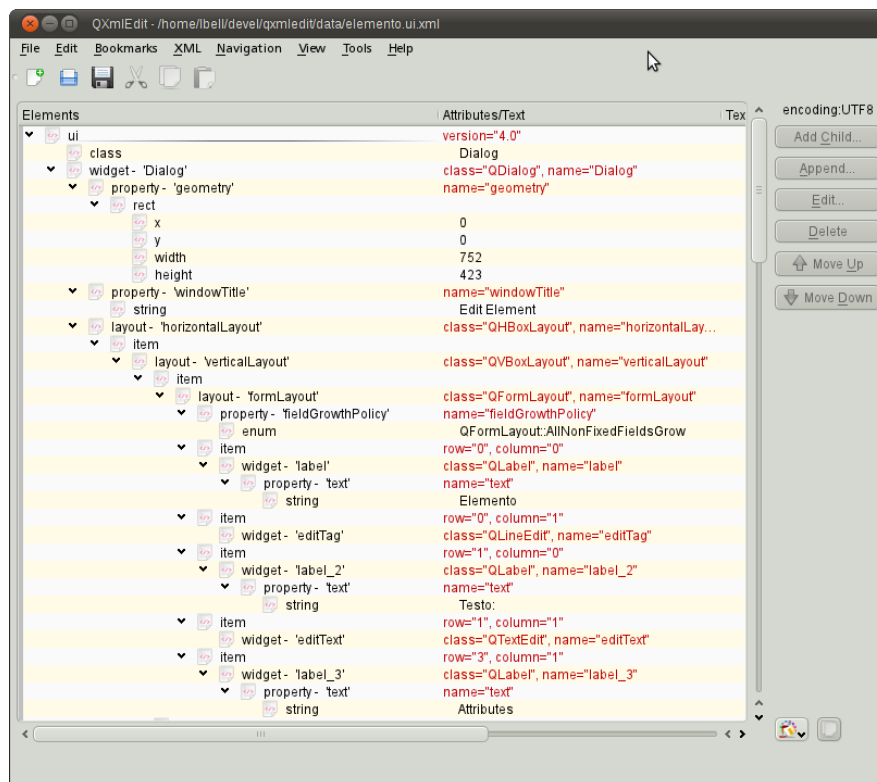 QXmlEdit - /home/lbell/devel/qxmledit/data/elemento.ui.xml
File Edit Bookmarks XML Navigation View Tools Help
Elements Attributes/Text Tex
encoding:UTF8
ui version="4.0"
Add Child...
class Dialog
widget - 'Dialog' class="QDialog", name="Dialog"
Append...
property - 'geometry' name="geometry"
rect
Edit...
x 0
y 0
Delete
width 752
height 423
Move Up
property - 'windowTitle' name="windowTitle"
Move Down
string Edit Element
layout - 'horizontalLayout' class="QHBoxLayout", name="horizontalLay...
item
layout - 'verticalLayout' class="QVBoxLayout", name="verticalLayout"
item
layout - 'formLayout' class="QFormLayout", name="formLayout"
property - 'fieldGrowthPolicy' name="fieldGrowthPolicy"
enum QFormLayout::AllNonFixedFieldsGrow
item row="0", column="0"
widget - 'label' class="QLabel", name="label"
property - 'text' name="text"
string Elemento
item row="0", column="1"
widget - 'editTag' class="QLineEdit", name="editTag"
item row="1", column="0"
widget - 'label_2' class="QLabel", name="label_2"
property - 'text' name="text"
string Testo:
item row="1", column="1"
widget - 'editText' class="QTextEdit", name="editText"
item row="3", column="1"
widget - 'label_3' class="QLabel", name="label_3"
property - 'text' name="text"
string Attributes